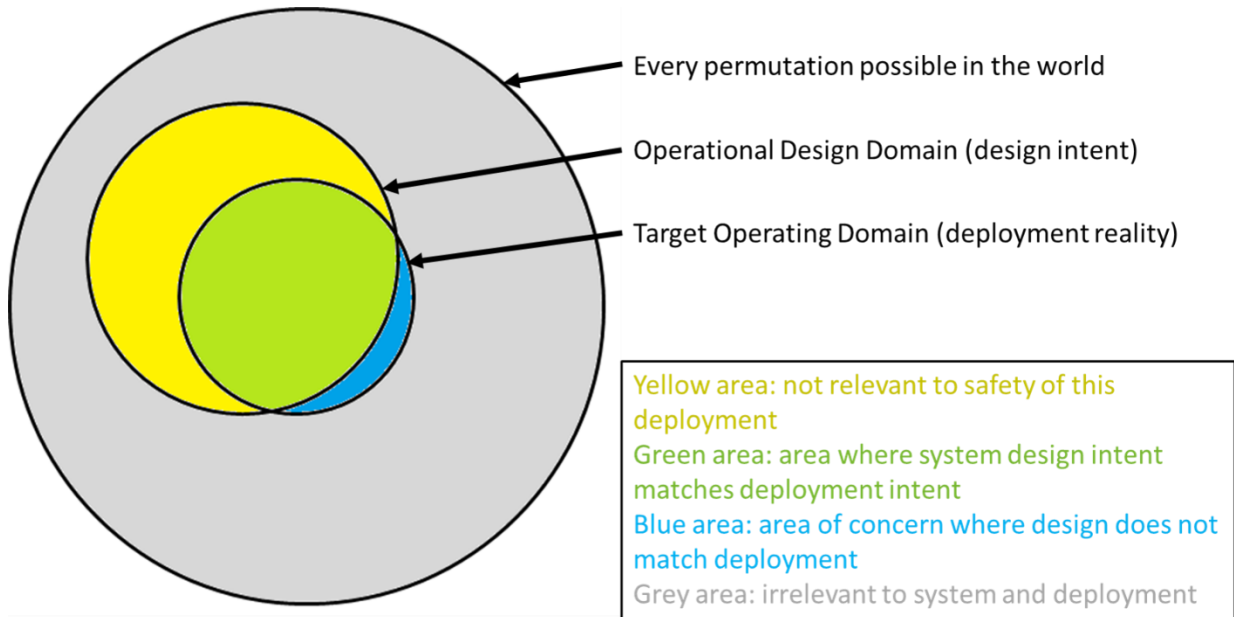 Every permutation possible in the world
Operational Design Domain (design intent)
Target Operating Domain (deployment reality)
Yellow area: not relevant to safety of this
deployment
Green area: area where system design intent
matches deployment intent
Blue area: area of concern where design does not
match deployment
Grey area: irrelevant to system and deployment